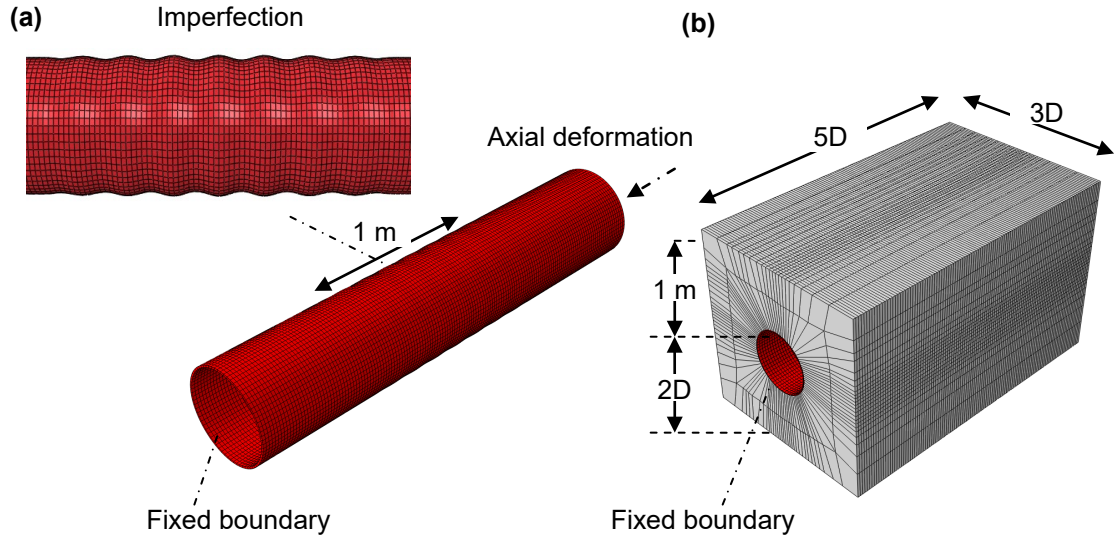 (a)
Imperfection
Axial deformation
1 m
Fixed boundary
(b)
5D
3D
1 m
2D
Fixed boundary